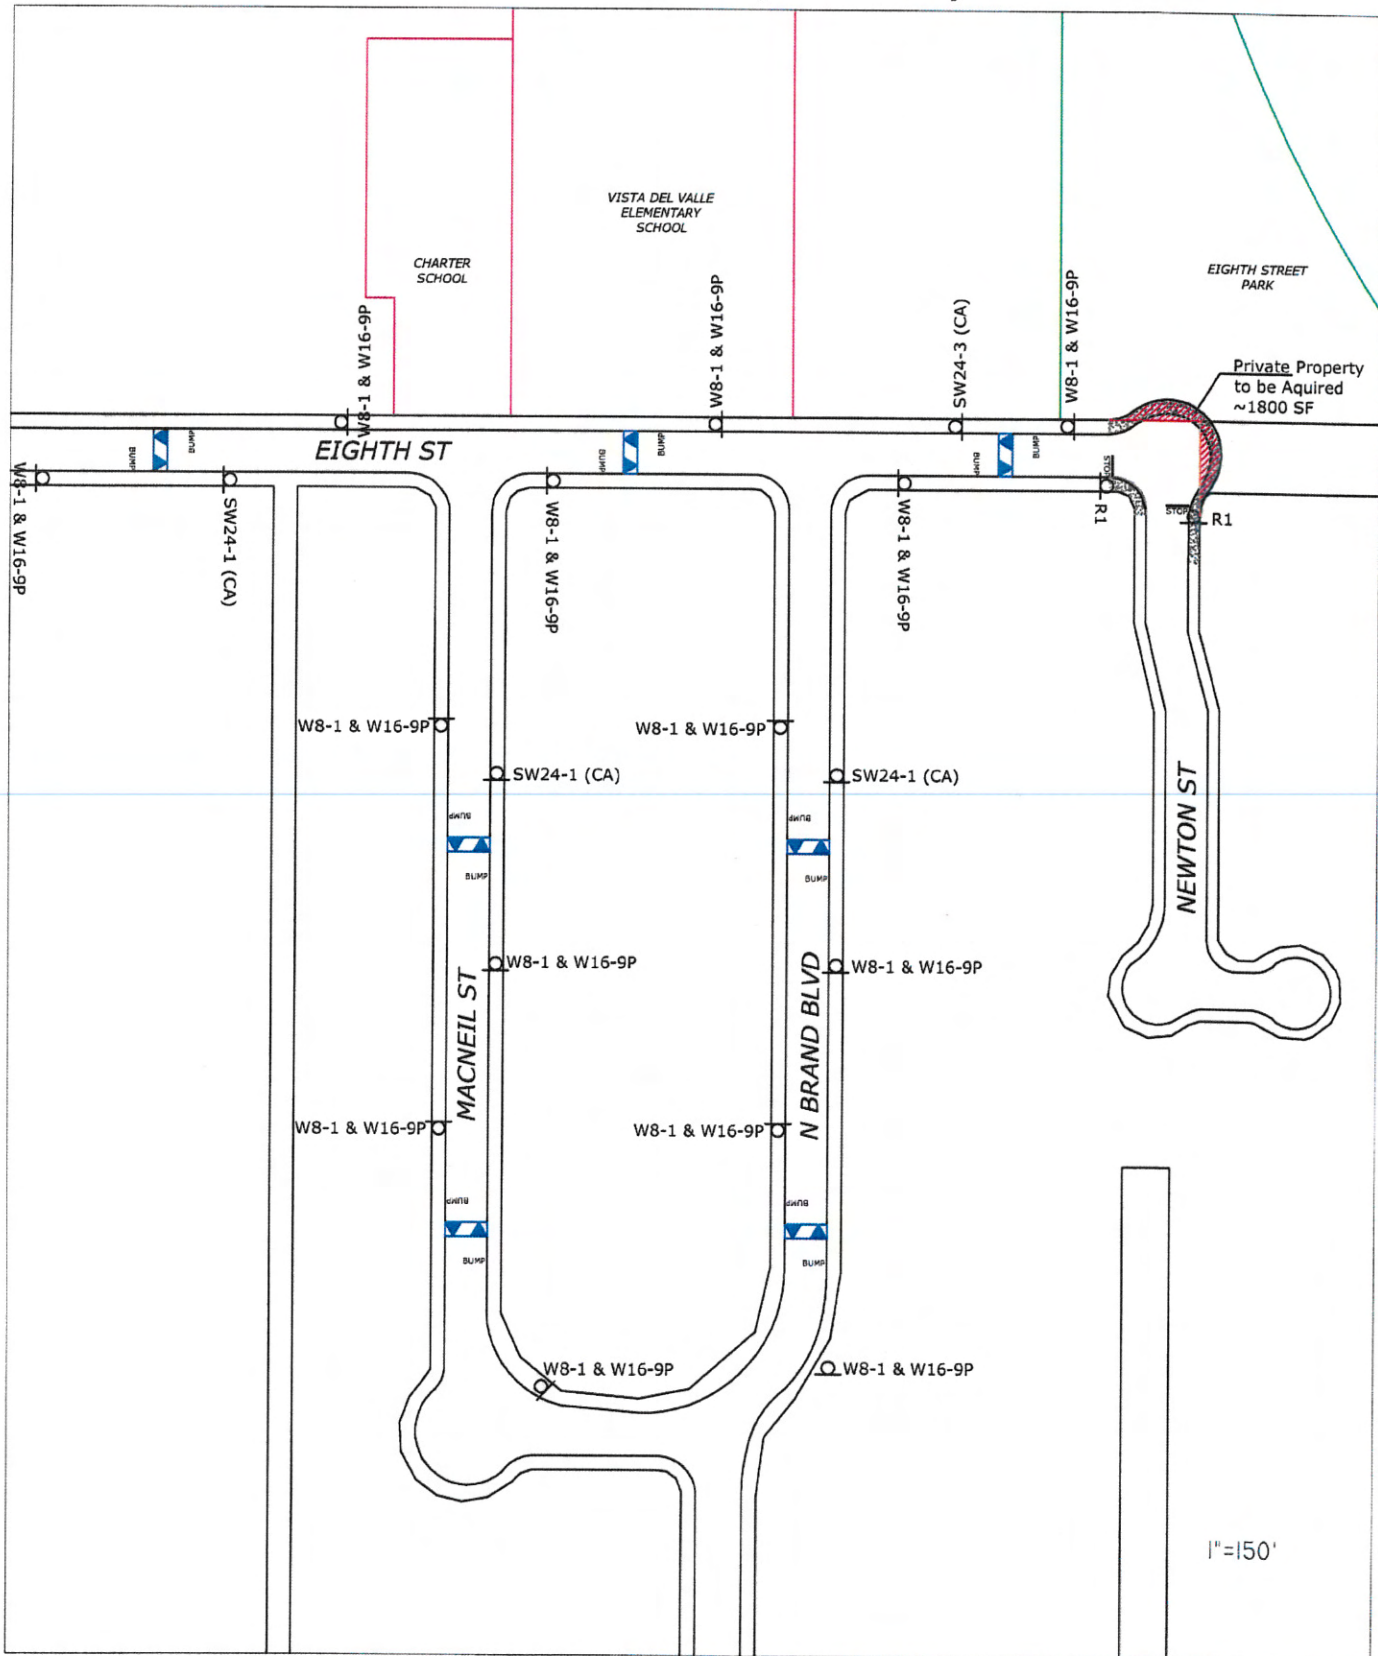 VISTA DEL VALLE
ELEMENTARY
SCHOOL
CHARTER
SCHOOL
EIGHTH STREET
PARK
W8-1 & W16-9P
W8-1 & W16-9P
SW24-3 (CA)
W8-1 & W16-9P
Private Property
to be Aquired
~1800 SF
EIGHTH ST
BUMP
BUMP
BUMP
BUMP
BUMP
BUMP
STOP
STOP
W8-1 & W16-9P
SW24-1 (CA)
W8-1 & W16-9P
W8-1 & W16-9P
R1
R1
W8-1 & W16-9P
W8-1 & W16-9P
SW24-1 (CA)
SW24-1 (CA)
BUMP
BUMP
BUMP
BUMP
NEWTON ST
MACNEIL ST
W8-1 & W16-9P
N BRAND BLVD
W8-1 & W16-9P
W8-1 & W16-9P
W8-1 & W16-9P
BUMP
BUMP
BUMP
BUMP
W8-1 & W16-9P
W8-1 & W16-9P
1"=150'